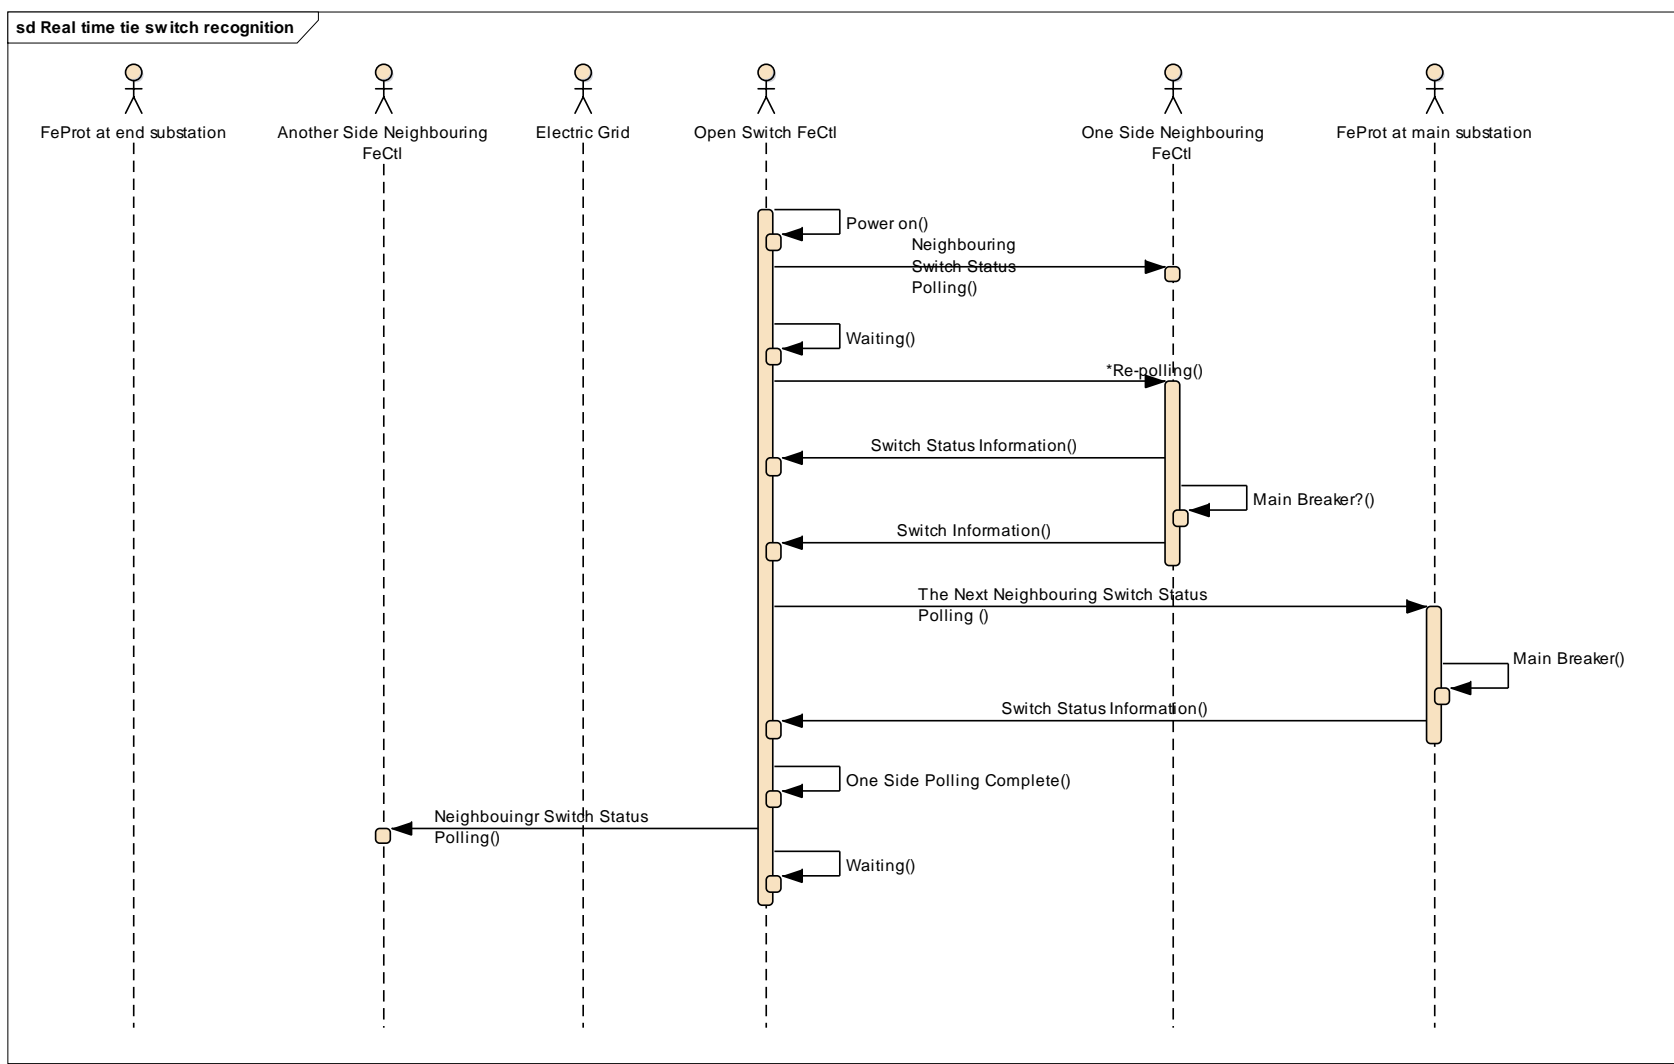 sd Real time tie switch recognition
FeProt at end substation
Another Side Neighbouring
FeCtl
Electric Grid
Open Switch FeCtl
One Side Neighbouring
FeCtl
FeProt at main substation
Power on()
Neighbouring
Switch Status
Polling()
Waiting()
*Re-polling()
Switch Status Information()
Main Breaker?()
Switch Information()
The Next Neighbouring Switch Status
Polling ()
Main Breaker()
Switch Status Information()
One Side Polling Complete()
Neighbouingr Switch Status
Polling()
Waiting()